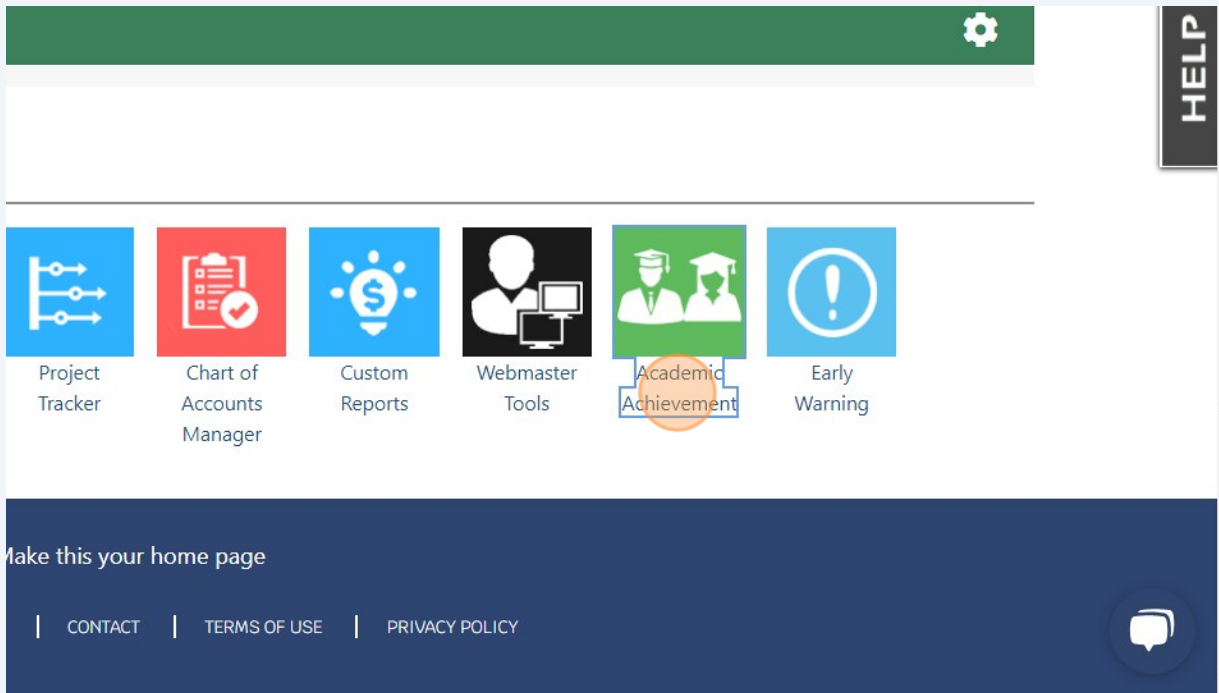 HELP
Project
Tracker
Chart of
Accounts
Manager
Custom
Reports
Webmaster
Tools
Academic
Achievement
Early
Warning
Make this your home page
CONTACT
TERMS OF USE
PRIVACY POLICY